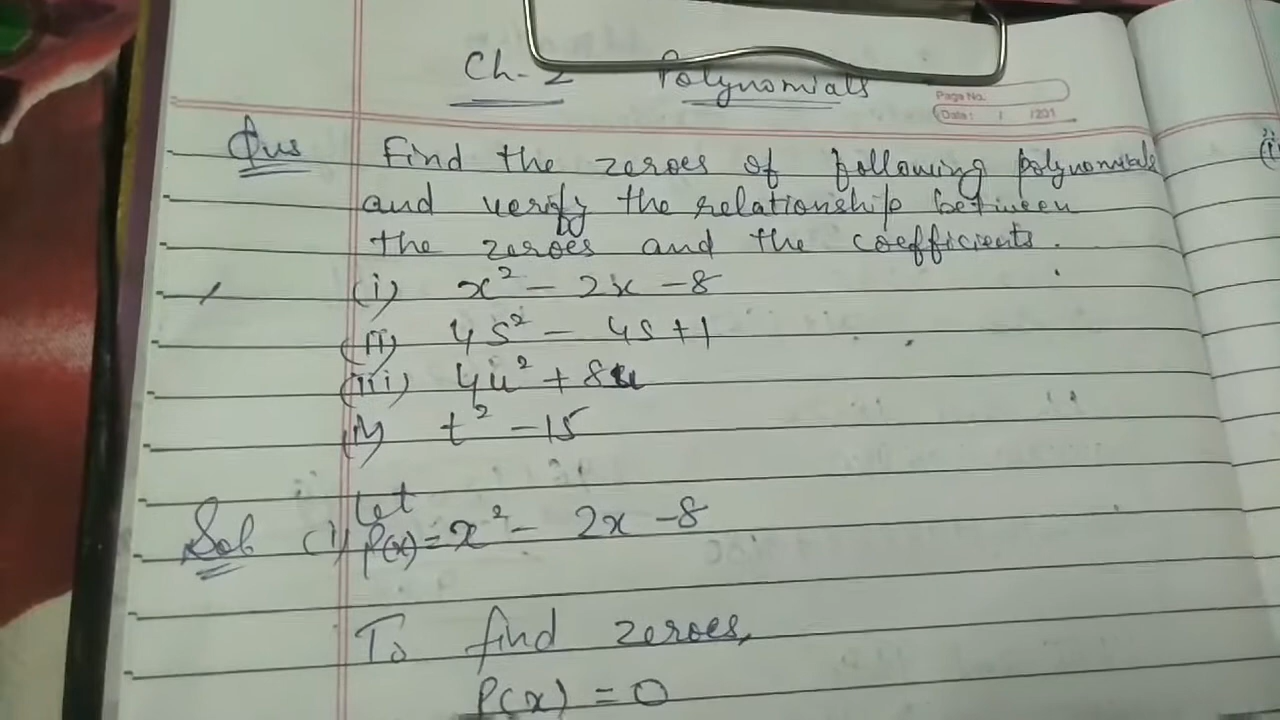 Ch-2 Polynomials
Page No.
Date: / /201
Qus Find the zeroes of following polynomials
and verify the relationship between
the zeroes and the coefficients.
(i) x² - 2x - 8
(ii) 4s² - 4s + 1
(iii) 4u² + 8u
(iv) t² - 15
Let
Sol (i) P(x) = x² - 2x - 8
To find zeroes,
P(x) = 0